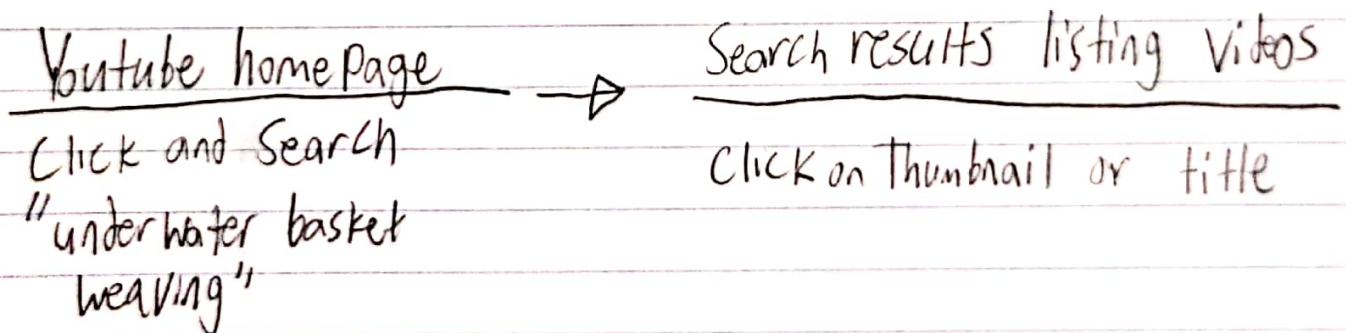 Youtube homepage
Click and Search
"underwater basket
weaving"
Search results listing videos
Click on Thumbnail or title